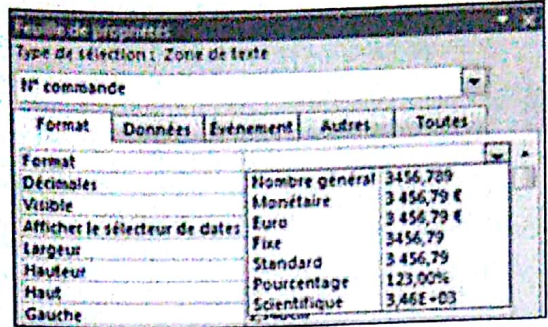 Feuille de propriétés
Type de sélection : Zone de texte
N° commande
Format Données Événement Autres Toutes
Format
Décimales Nombre général 3456,789
Visible Monétaire 3 456,79 €
Afficher le sélecteur de dates Euro 3 456,79 €
Largeur Fixe 3456,79
Hauteur Standard 3 456,79
Haut Pourcentage 123,00%
Gauche Scientifique 3,46E+03